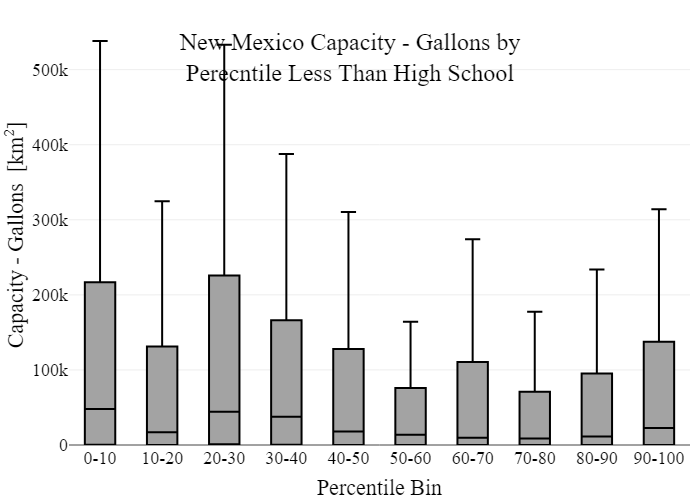 New Mexico Capacity - Gallons by
Perecntile Less Than High School
Capacity - Gallons [km²]
500k
400k
300k
200k
100k
0
0-10 10-20 20-30 30-40 40-50 50-60 60-70 70-80 80-90 90-100
Percentile Bin